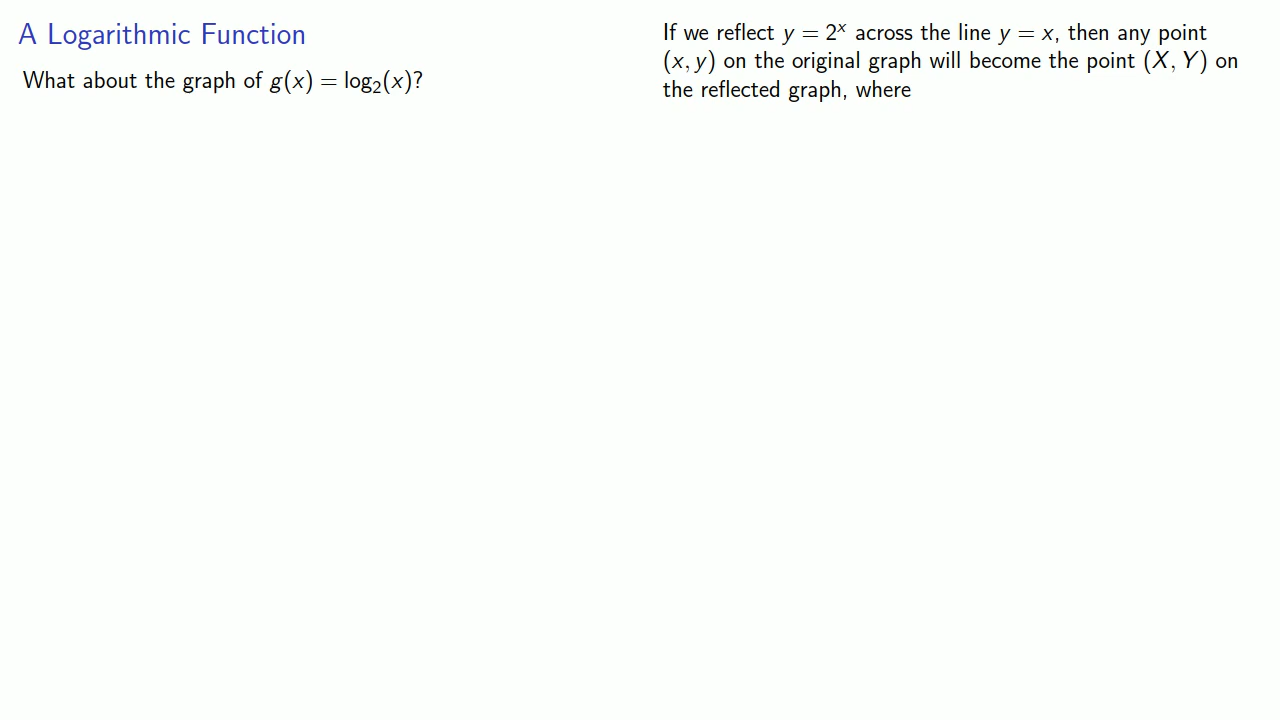 A Logarithmic Function
What about the graph of g(x) = log₂(x)?
If we reflect y = 2ˣ across the line y = x, then any point
(x, y) on the original graph will become the point (X, Y) on
the reflected graph, where